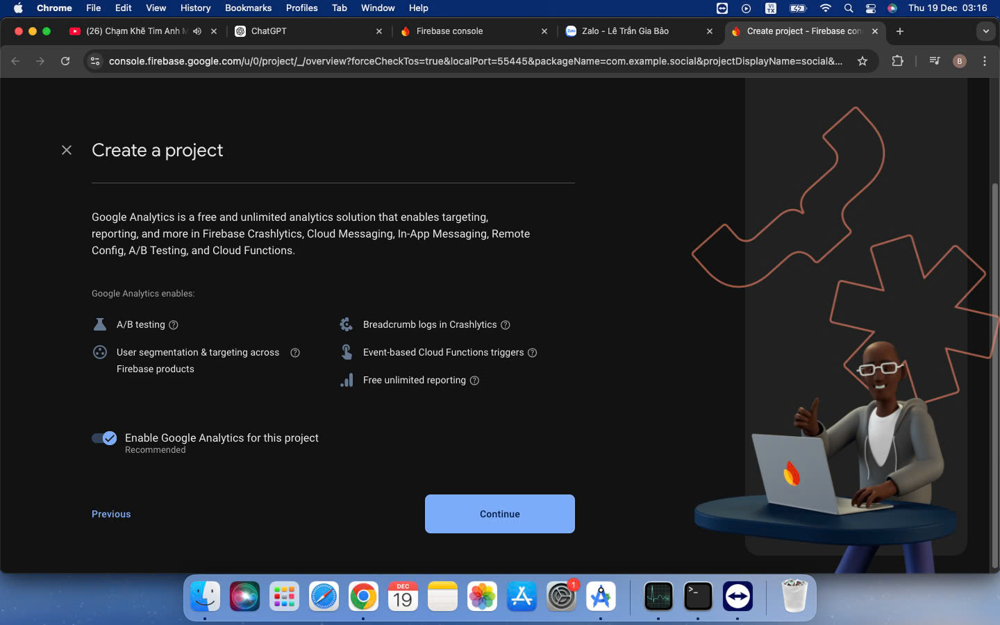 Chrome File Edit View History Bookmarks Profiles Tab Window Help VI TX Thu 19 Dec 03:16
(26) Chạm Khẽ Tim Anh M ChatGPT Firebase console Zalo Zalo - Lê Trần Gia Bảo Create project - Firebase con
console.firebase.google.com/u/0/project/_/overview?forceCheckTos=true&localPort=55445&packageName=com.example.social&projectDisplayName=social&... B
Create a project
Google Analytics is a free and unlimited analytics solution that enables targeting,
reporting, and more in Firebase Crashlytics, Cloud Messaging, In-App Messaging, Remote
Config, A/B Testing, and Cloud Functions.
Google Analytics enables:
A/B testing
Breadcrumb logs in Crashlytics
User segmentation & targeting across
Firebase products
Event-based Cloud Functions triggers
Free unlimited reporting
Enable Google Analytics for this project
Recommended
Previous
Continue
DEC
19
1